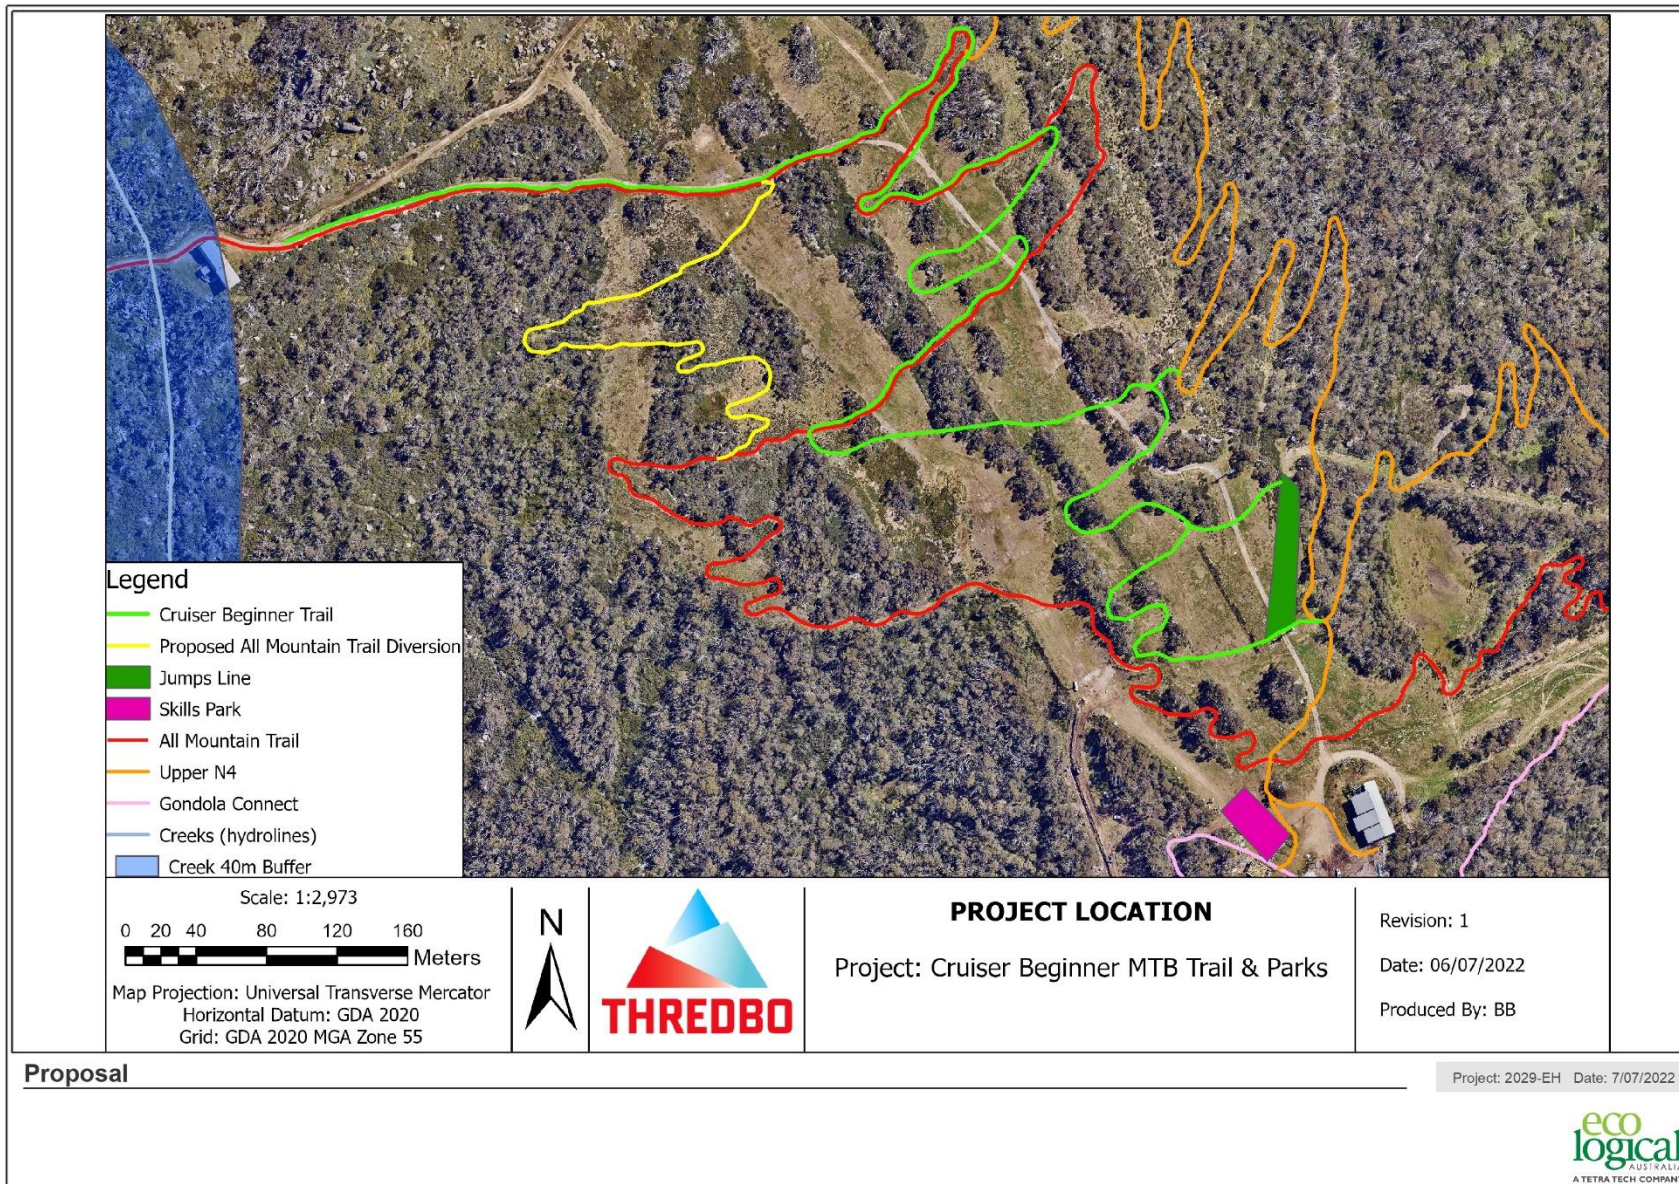 Legend
Cruiser Beginner Trail
Proposed All Mountain Trail Diversion
Jumps Line
Skills Park
All Mountain Trail
Upper N4
Gondola Connect
Creeks (hydrolines)
Creek 40m Buffer
Scale: 1:2,973
0 20 40 80 120 160
Meters
Map Projection: Universal Transverse Mercator
Horizontal Datum: GDA 2020
Grid: GDA 2020 MGA Zone 55
N
THREDBO
PROJECT LOCATION
Project: Cruiser Beginner MTB Trail & Parks
Revision: 1
Date: 06/07/2022
Produced By: BB
Proposal
Project: 2029-EH Date: 7/07/2022
eco
logical
AUSTRALIA
A TETRA TECH COMPANY